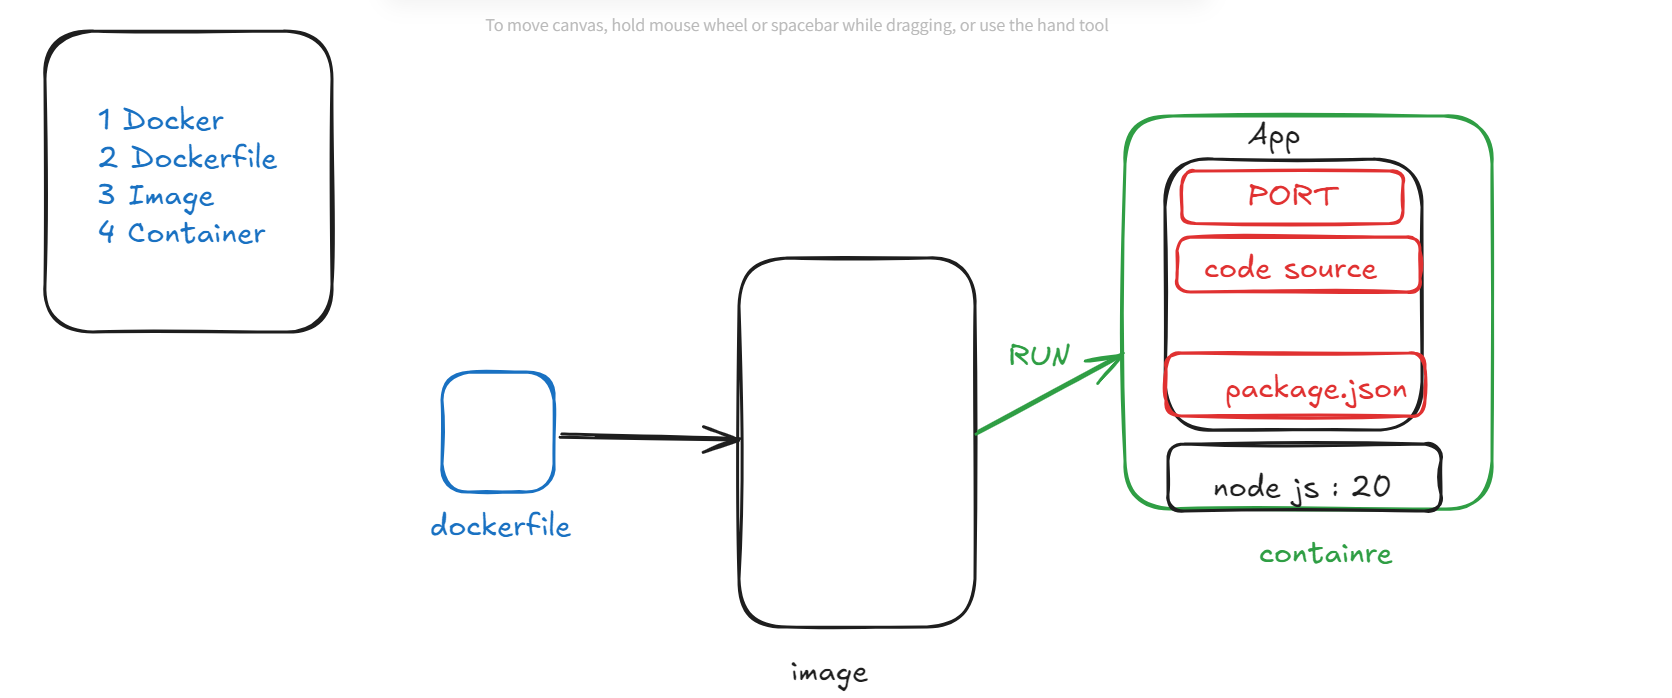 To move canvas, hold mouse wheel or spacebar while dragging, or use the hand tool
1 Docker
2 Dockerfile
3 Image
4 Container
dockerfile
image
RUN
App
PORT
code source
package.json
node js : 20
containre